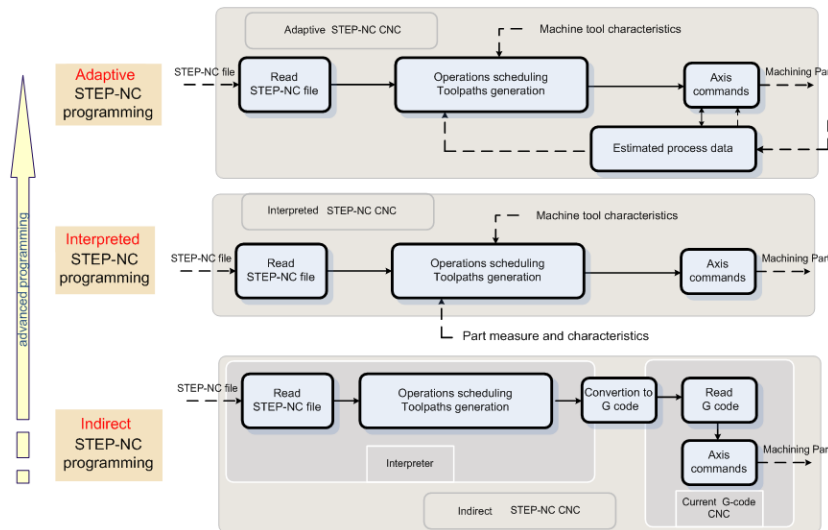 Adaptive STEP-NC CNC
Machine tool characteristics
Adaptive
STEP-NC
programming
STEP-NC file
Read
STEP-NC file
Operations scheduling
Toolpaths generation
Axis
commands
Machining Part
Estimated process data
advanced programming
Interpreted STEP-NC CNC
Machine tool characteristics
Interpreted
STEP-NC
programming
STEP-NC file
Read
STEP-NC file
Operations scheduling
Toolpaths generation
Axis
commands
Machining Part
Part measure and characteristics
Indirect
STEP-NC
programming
STEP-NC file
Read
STEP-NC file
Operations scheduling
Toolpaths generation
Convertion to
G code
Read
G code
Axis
commands
Machining Part
Interpreter
Indirect STEP-NC CNC
Current G-code
CNC